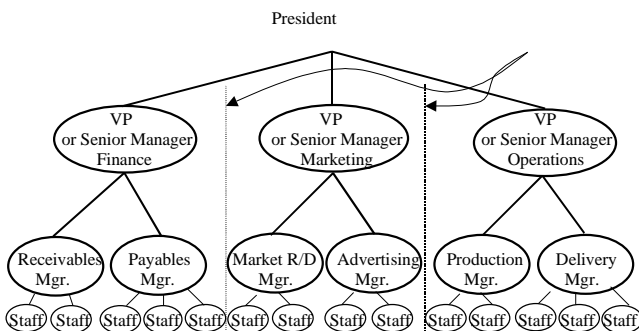 President
VP
or Senior Manager
Finance
VP
or Senior Manager
Marketing
VP
or Senior Manager
Operations
Receivables
Mgr.
Payables
Mgr.
Market R/D
Mgr.
Advertising
Mgr.
Production
Mgr.
Delivery
Mgr.
Staff Staff Staff Staff Staff Staff Staff Staff Staff Staff Staff Staff Staff Staff